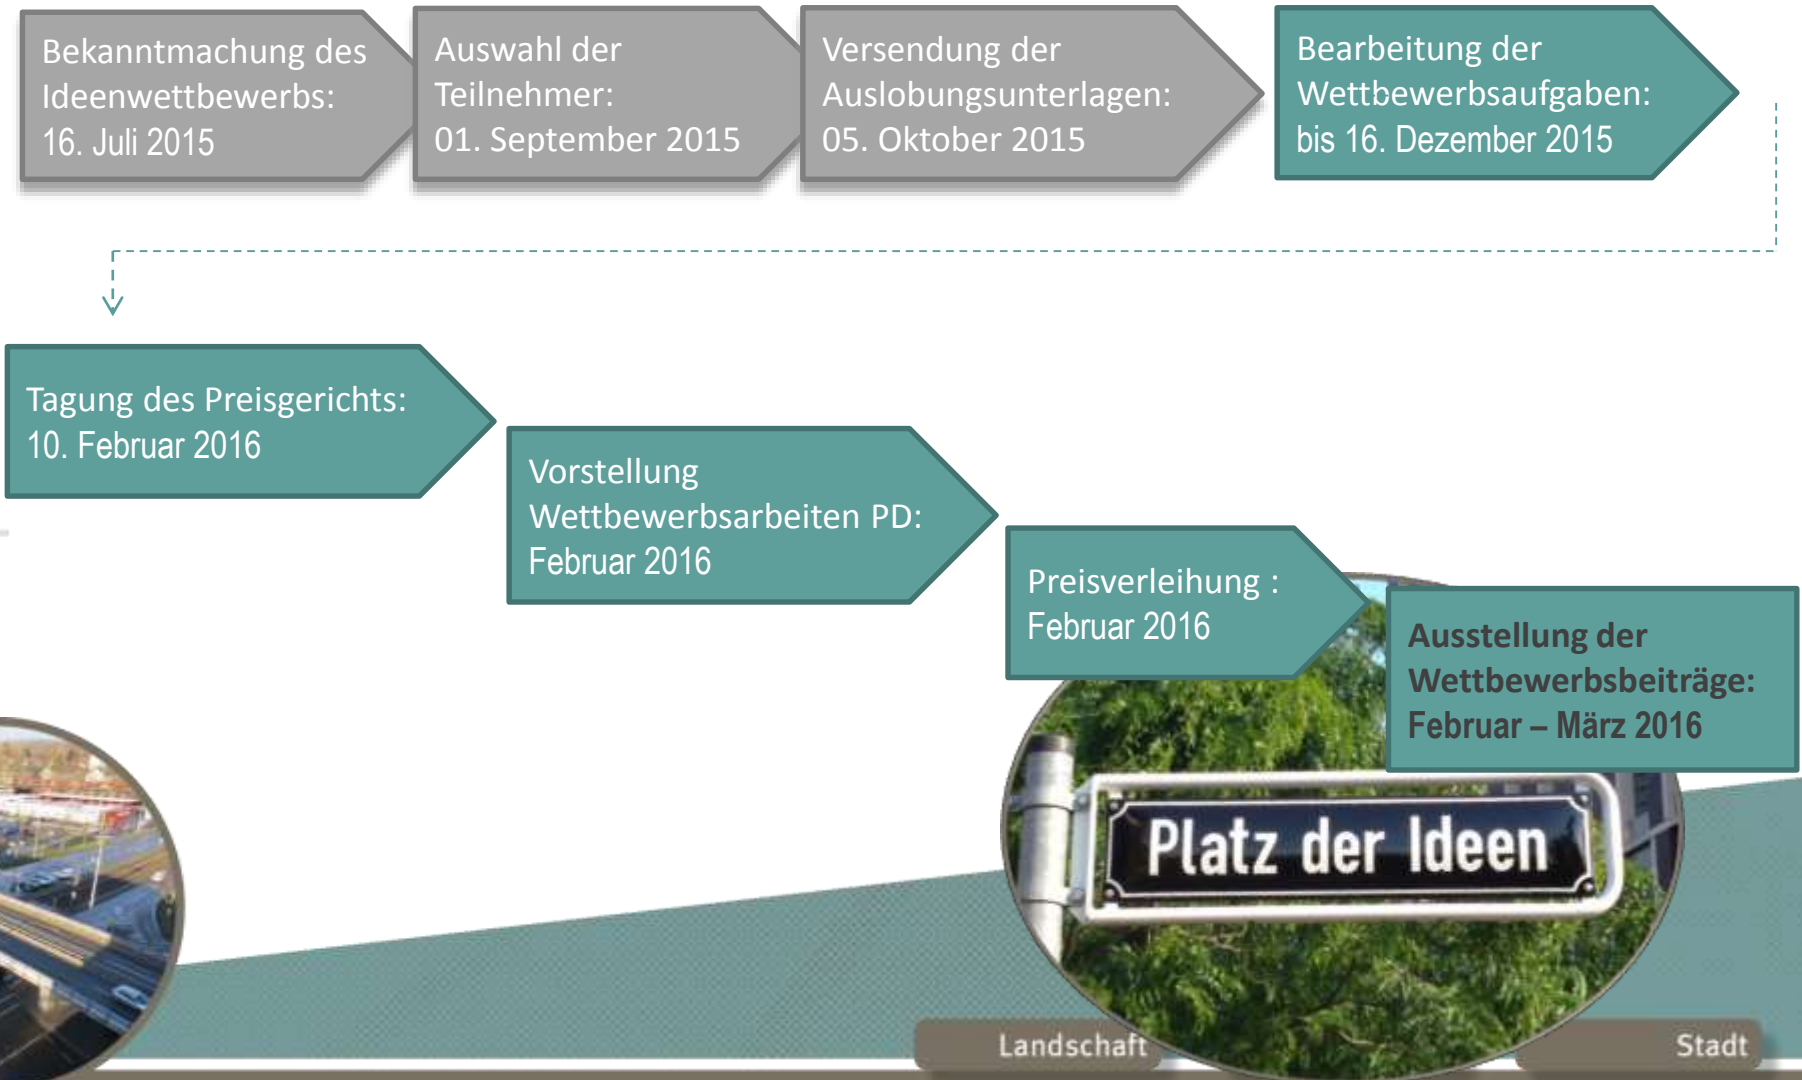 Bekanntmachung des
Ideenwettbewerbs:
16. Juli 2015
Auswahl der
Teilnehmer:
01. September 2015
Versendung der
Auslobungsunterlagen:
05. Oktober 2015
Bearbeitung der
Wettbewerbsaufgaben:
bis 16. Dezember 2015
Tagung des Preisgerichts:
10. Februar 2016
Vorstellung
Wettbewerbsarbeiten PD:
Februar 2016
Preisverleihung :
Februar 2016
Ausstellung der
Wettbewerbsbeiträge:
Februar – März 2016
Platz der Ideen
Landschaft
Stadt